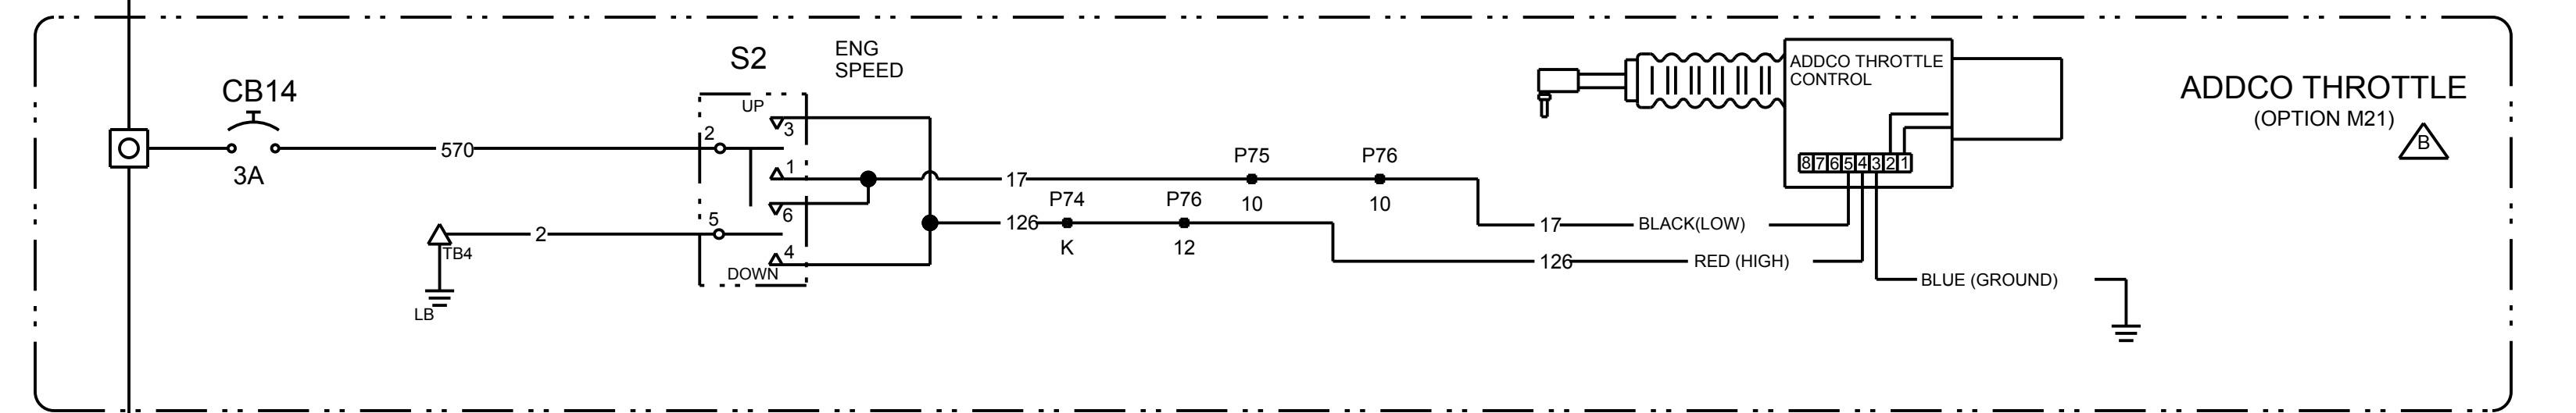 CB14
3A
570
TB4
LB
2
S2
ENG
SPEED
UP
2
3
1
6
5
4
DOWN
17
126
P74
K
P75
10
P76
12
P76
10
17
BLACK(LOW)
126
RED (HIGH)
BLUE (GROUND)
ADDCO THROTTLE
CONTROL
8 7 6 5 4 3 2 1
ADDCO THROTTLE
(OPTION M21)
B